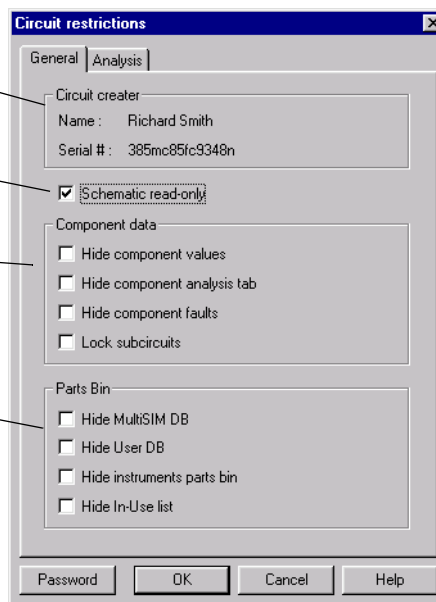 Circuit restrictions
General Analysis
Circuit creater
Name : Richard Smith
Serial # : 385mc85fc9348n
Schematic read-only
Component data
Hide component values
Hide component analysis tab
Hide component faults
Lock subcircuits
Parts Bin
Hide MultiSIM DB
Hide User DB
Hide instruments parts bin
Hide In-Use list
Password OK Cancel Help